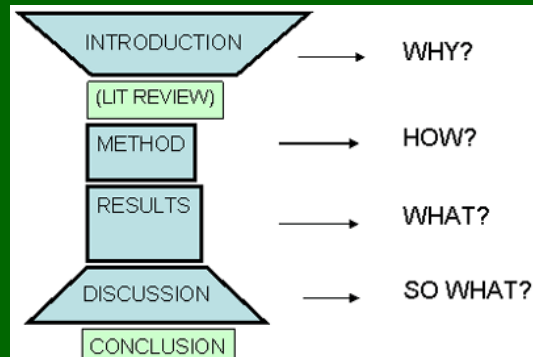 INTRODUCTION WHY?
(LIT REVIEW)
METHOD HOW?
RESULTS WHAT?
DISCUSSION SO WHAT?
CONCLUSION